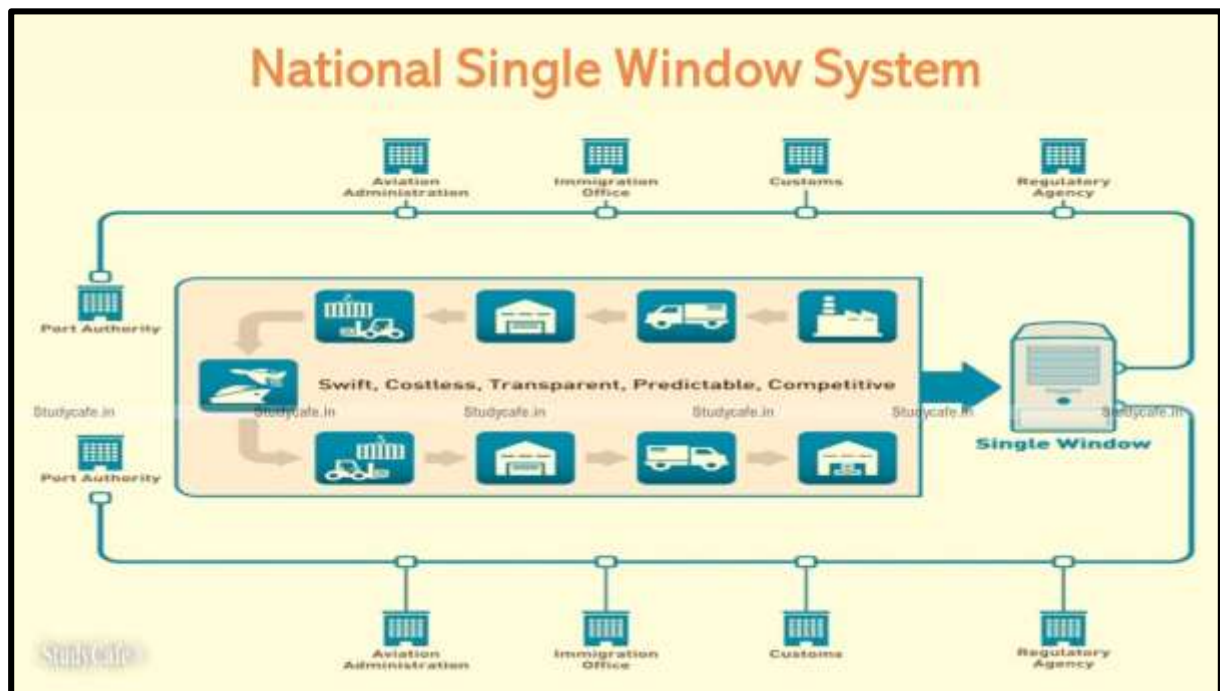 National Single Window System
Aviation
Administration
Immigration
Office
Customs
Regulatory
Agency
Port Authority
Swift, Costless, Transparent, Predictable, Competitive
Studycafe.in
Studycafe.in
Studycafe.in
Studycafe.in
Studycafe.in
Studycafe.in
Single Window
Port Authority
Aviation
Administration
Immigration
Office
Customs
Regulatory
Agency
StudyCafe